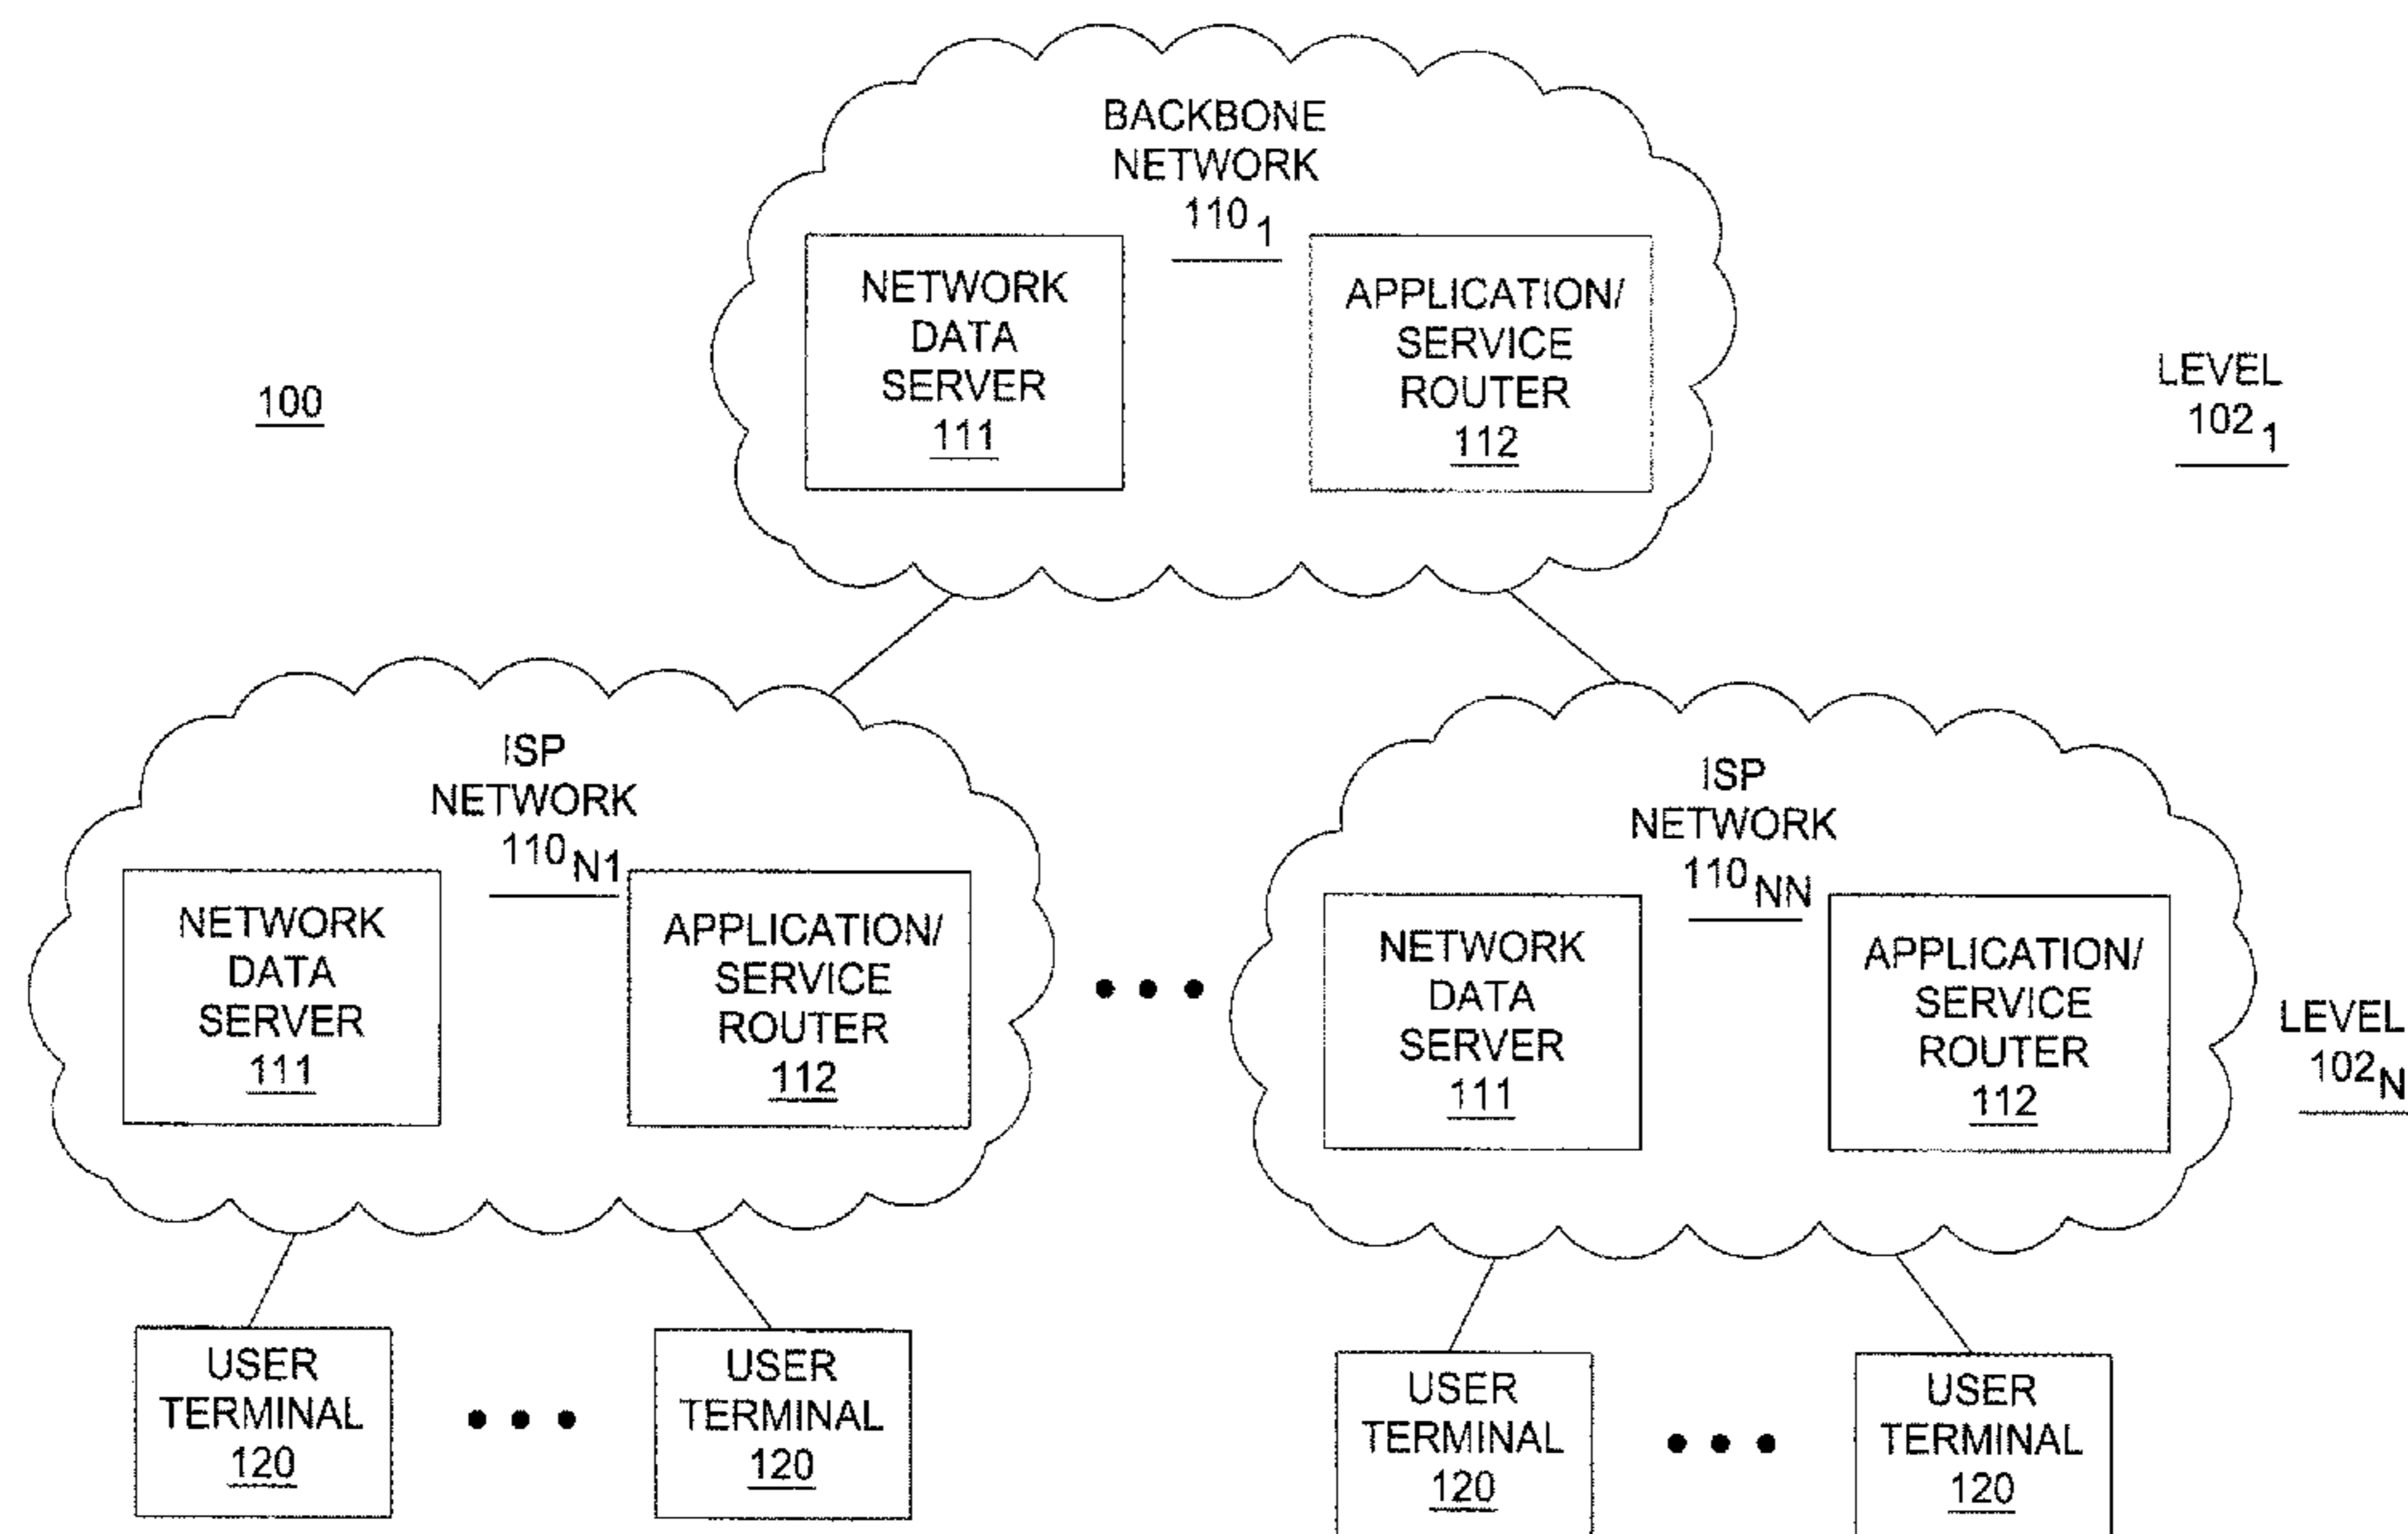 BACKBONE
NETWORK
110 1
NETWORK
DATA
SERVER
111
APPLICATION/
SERVICE
ROUTER
112
100
LEVEL
102 1
ISP
NETWORK
110 N1
NETWORK
DATA
SERVER
111
APPLICATION/
SERVICE
ROUTER
112
ISP
NETWORK
110 NN
NETWORK
DATA
SERVER
111
APPLICATION/
SERVICE
ROUTER
112
LEVEL
102 N
USER
TERMINAL
120
USER
TERMINAL
120
USER
TERMINAL
120
USER
TERMINAL
120